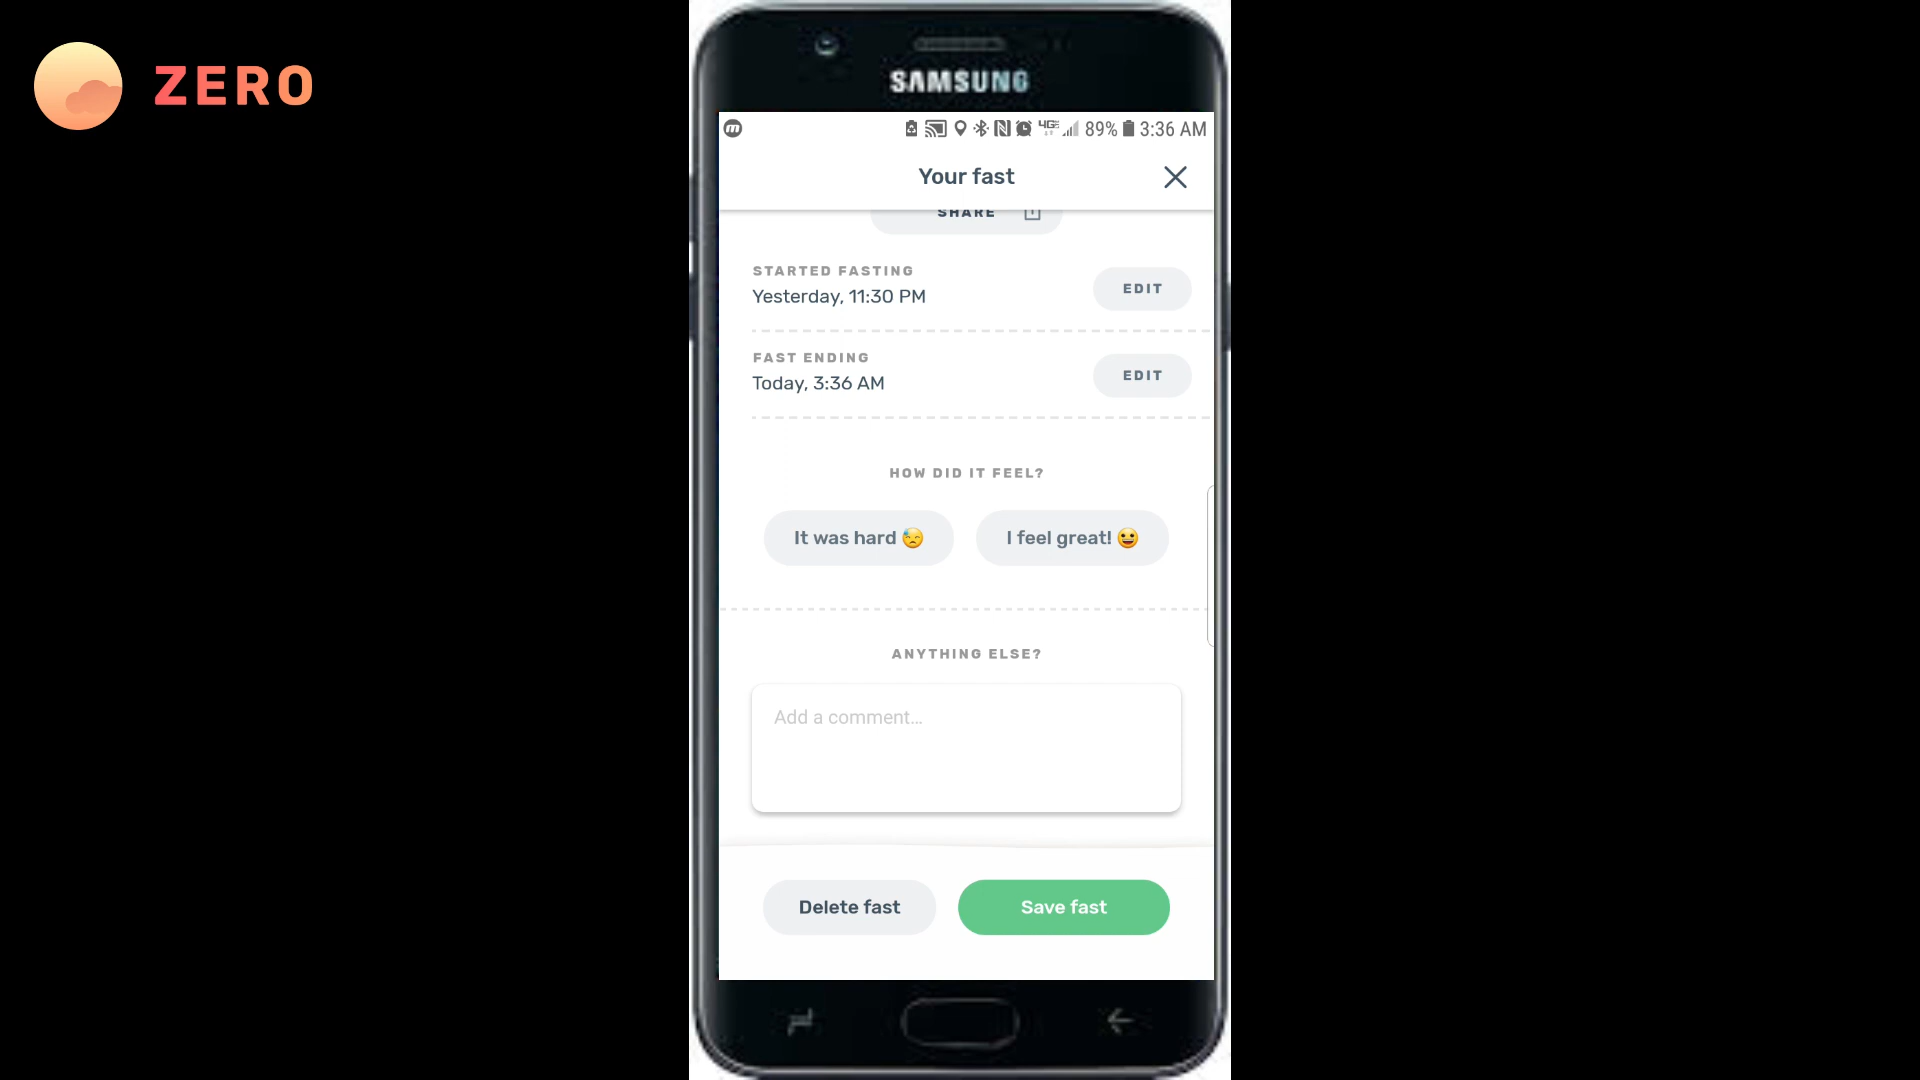 ZERO
SAMSUNG
4G 89% 3:36 AM
Your fast
SHARE
STARTED FASTING
Yesterday, 11:30 PM
EDIT
FAST ENDING
Today, 3:36 AM
EDIT
HOW DID IT FEEL?
It was hard 😓
I feel great! 😀
ANYTHING ELSE?
Add a comment...
Delete fast
Save fast